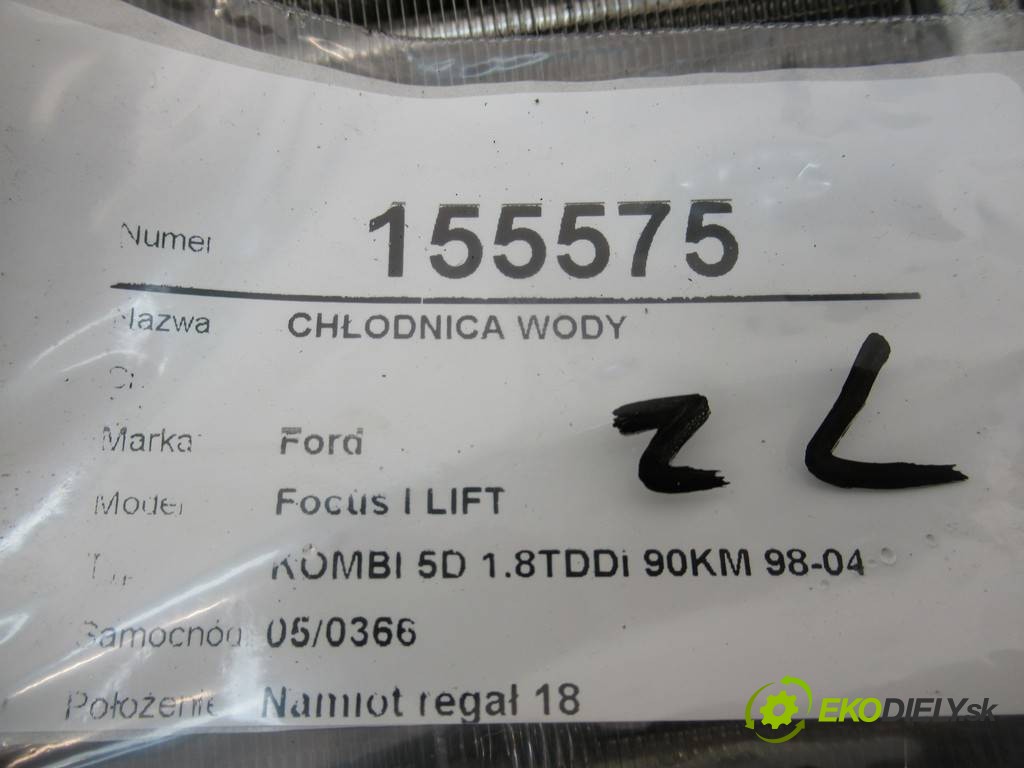 Numer 155575
Nazwa CHŁODNICA WODY
Marka Ford
Model Focus I LIFT
KOMBI 5D 1.8TDDi 90KM 98-04
Samochód 05/0366
Położenie Namiot regał 18
ZL
EKODIELY.sk